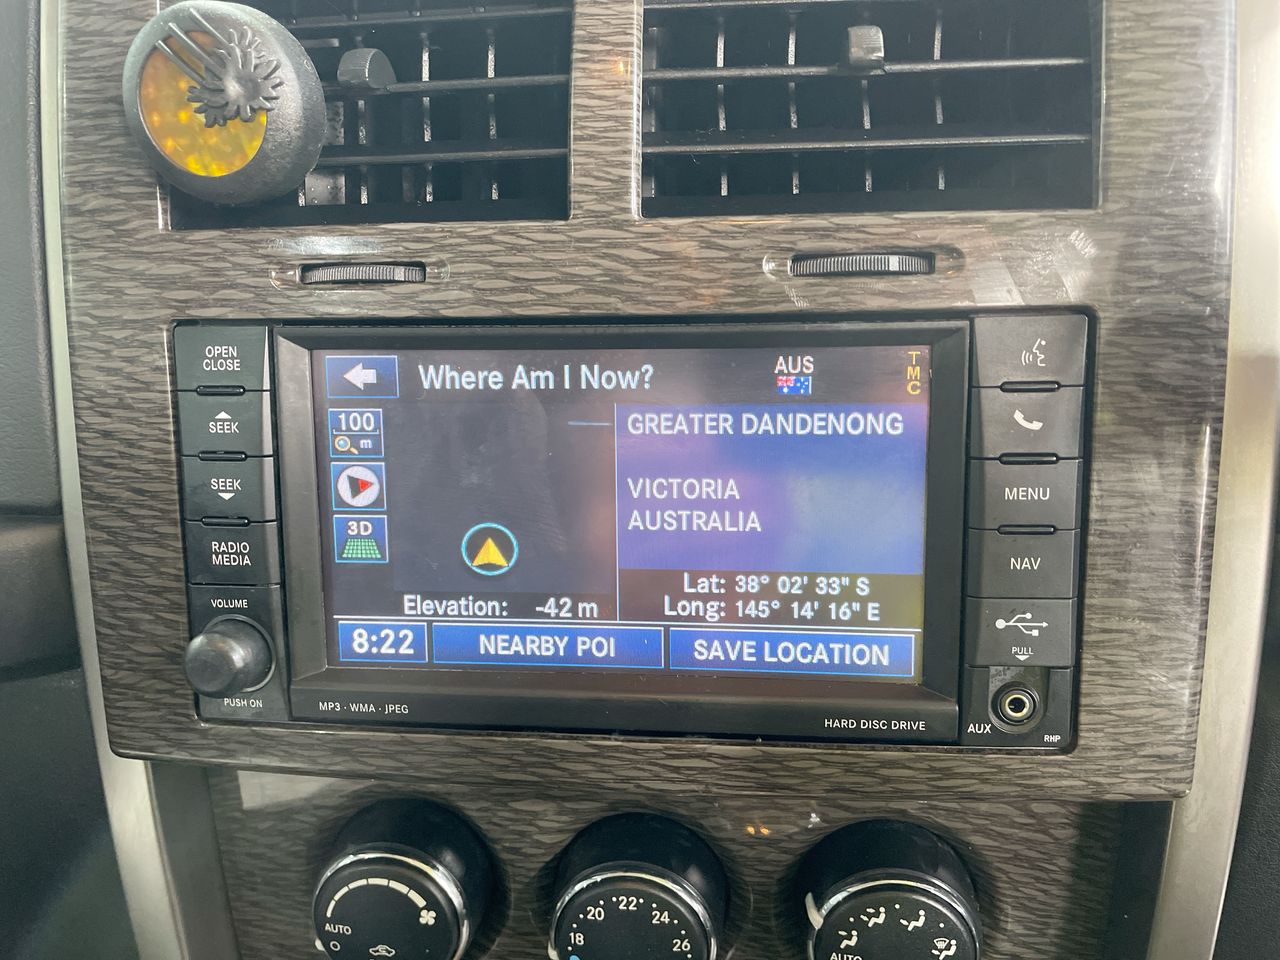 OPEN
CLOSE
SEEK
SEEK
RADIO
MEDIA
VOLUME
PUSH ON
Where Am I Now?
AUS
TMC
100
m
3D
GREATER DANDENONG
VICTORIA
AUSTRALIA
Lat: 38° 02' 33" S
Long: 145° 14' 16" E
Elevation: -42 m
8:22
NEARBY POI
SAVE LOCATION
MP3 · WMA · JPEG
HARD DISC DRIVE
MENU
NAV
PULL
AUX
RHP
AUTO
O
18 20 22 24 26
AUTO